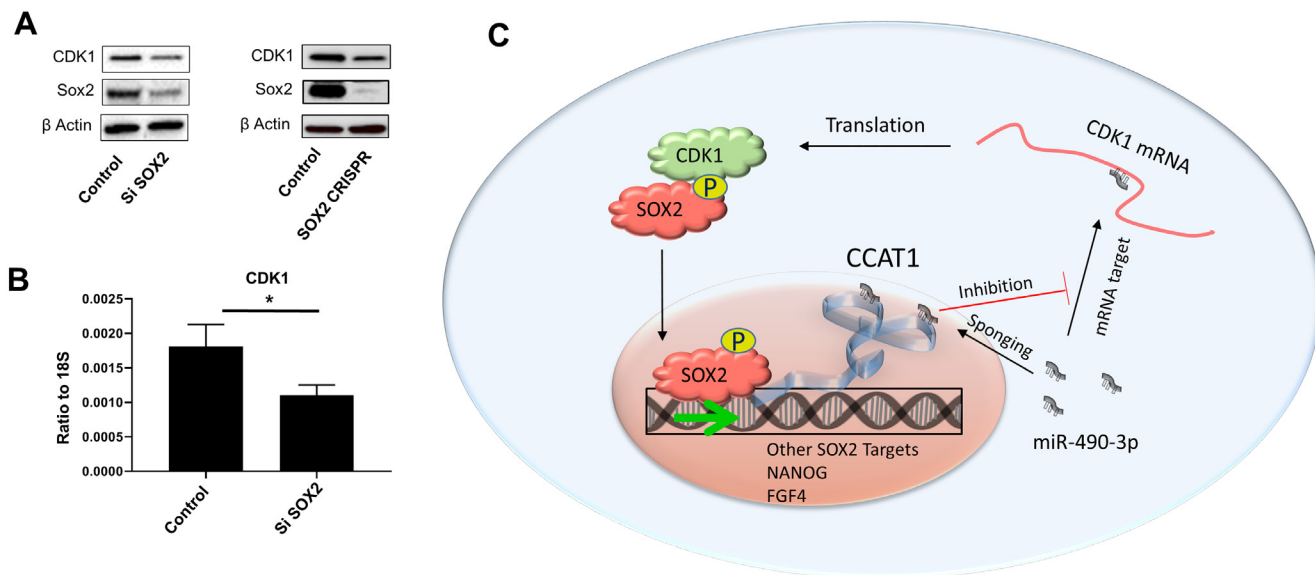 A
CDK1
Sox2
β Actin
Control
Si SOX2
CDK1
Sox2
β Actin
Control
SOX2 CRISPR
B
CDK1
*
Ratio to 18S
0.0025
0.0020
0.0015
0.0010
0.0005
0.0000
Control
Si SOX2
C
Translation
CDK1 mRNA
CDK1
P
SOX2
CCAT1
Inhibition
mRNA target
Sponging
P
SOX2
miR-490-3p
Other SOX2 Targets
NANOG
FGF4